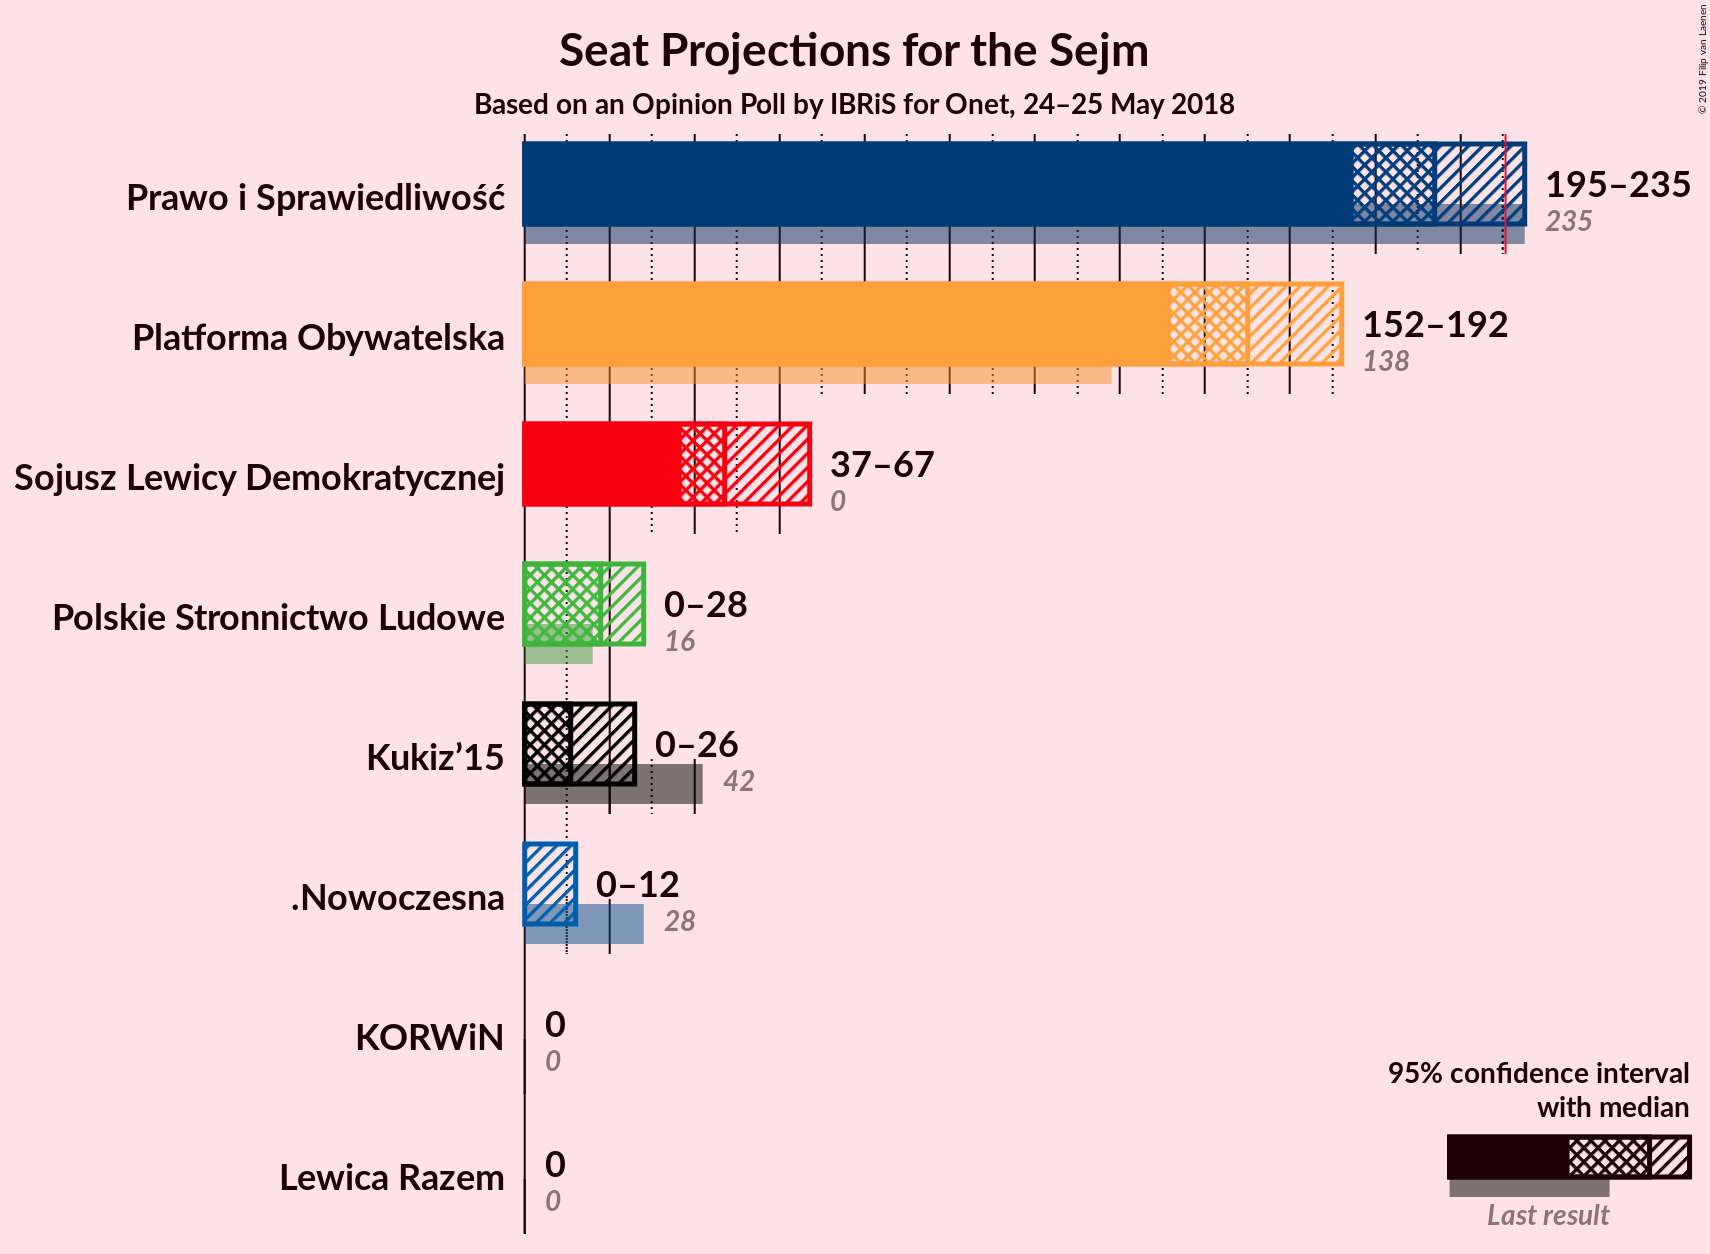 Seat Projections for the Sejm
Based on an Opinion Poll by IBRiS for Onet, 24–25 May 2018
© 2019 Filip van Laenen
Prawo i Sprawiedliwość
195–235
235
Platforma Obywatelska
152–192
138
Sojusz Lewicy Demokratycznej
37–67
0
Polskie Stronnictwo Ludowe
0–28
16
Kukiz’15
0–26
42
.Nowoczesna
0–12
28
KORWiN
0
0
Lewica Razem
0
0
95% confidence interval
with median
Last result